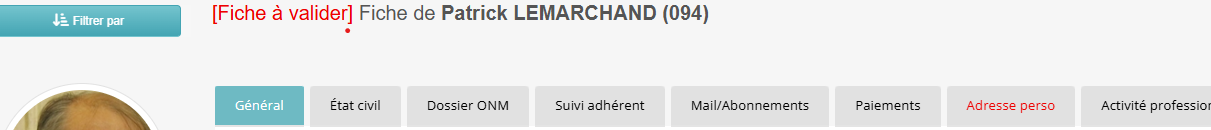 Filtrer par
[Fiche à valider] Fiche de Patrick LEMARCHAND (094)
Général
État civil
Dossier ONM
Suivi adhérent
Mail/Abonnements
Paiements
Adresse perso
Activité profession